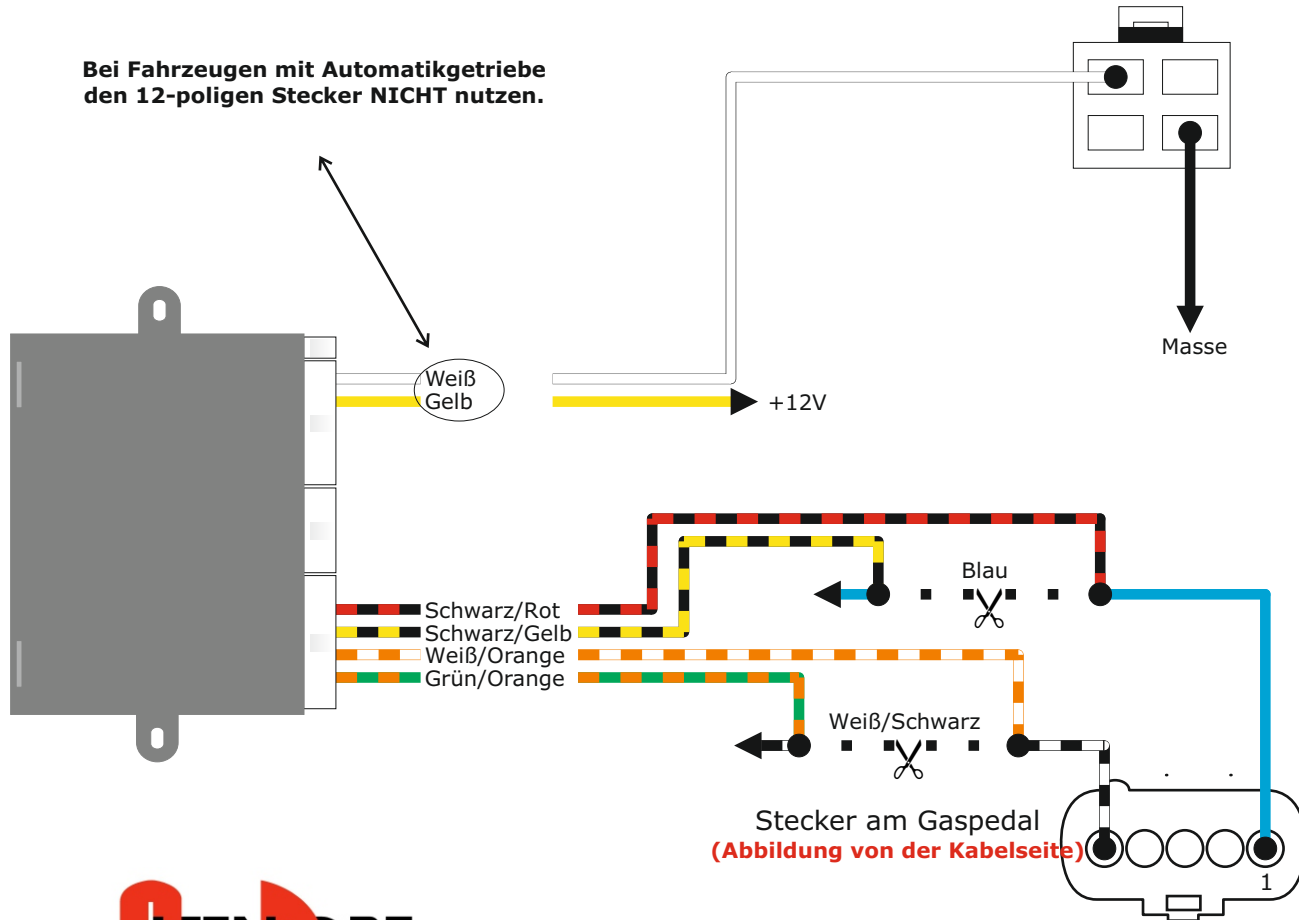 Bei Fahrzeugen mit Automatikgetriebe
den 12-poligen Stecker NICHT nutzen.
Masse
Weiß
Gelb
+12V
Blau
Schwarz/Rot
Schwarz/Gelb
Weiß/Orange
Grün/Orange
Weiß/Schwarz
Stecker am Gaspedal
(Abbildung von der Kabelseite)
1